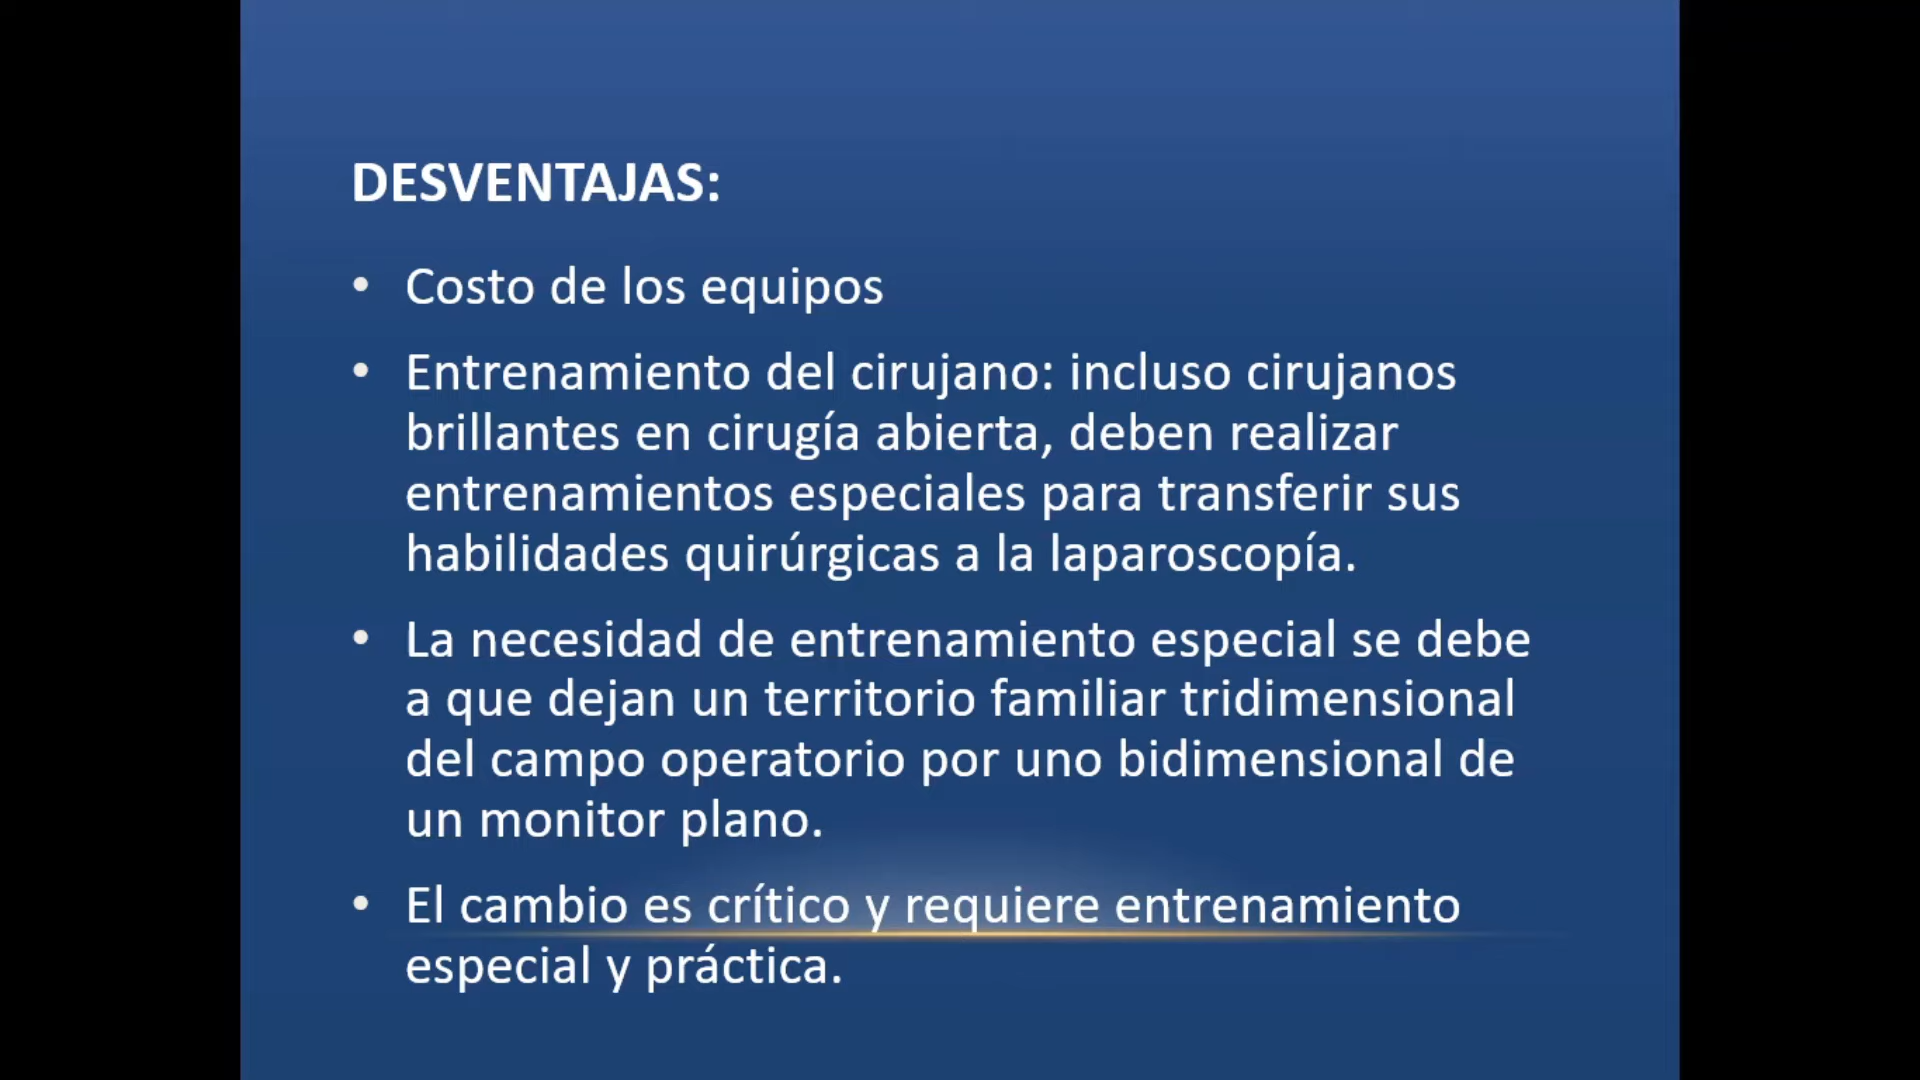 DESVENTAJAS:
• Costo de los equipos
• Entrenamiento del cirujano: incluso cirujanos
brillantes en cirugía abierta, deben realizar
entrenamientos especiales para transferir sus
habilidades quirúrgicas a la laparoscopía.
• La necesidad de entrenamiento especial se debe
a que dejan un territorio familiar tridimensional
del campo operatorio por uno bidimensional de
un monitor plano.
• El cambio es crítico y requiere entrenamiento
especial y práctica.